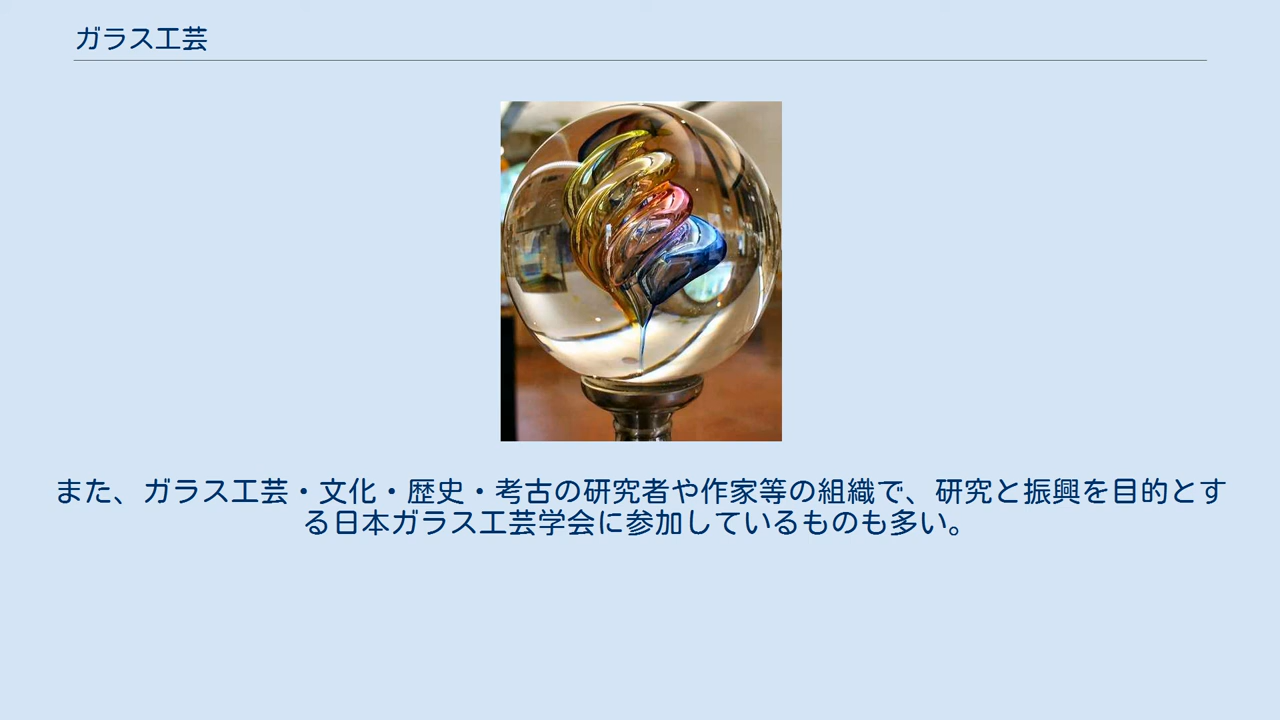 ガラス工芸
また、ガラス工芸・文化・歴史・考古の研究者や作家等の組織で、研究と振興を目的とす
る日本ガラス工芸学会に参加しているものも多い。